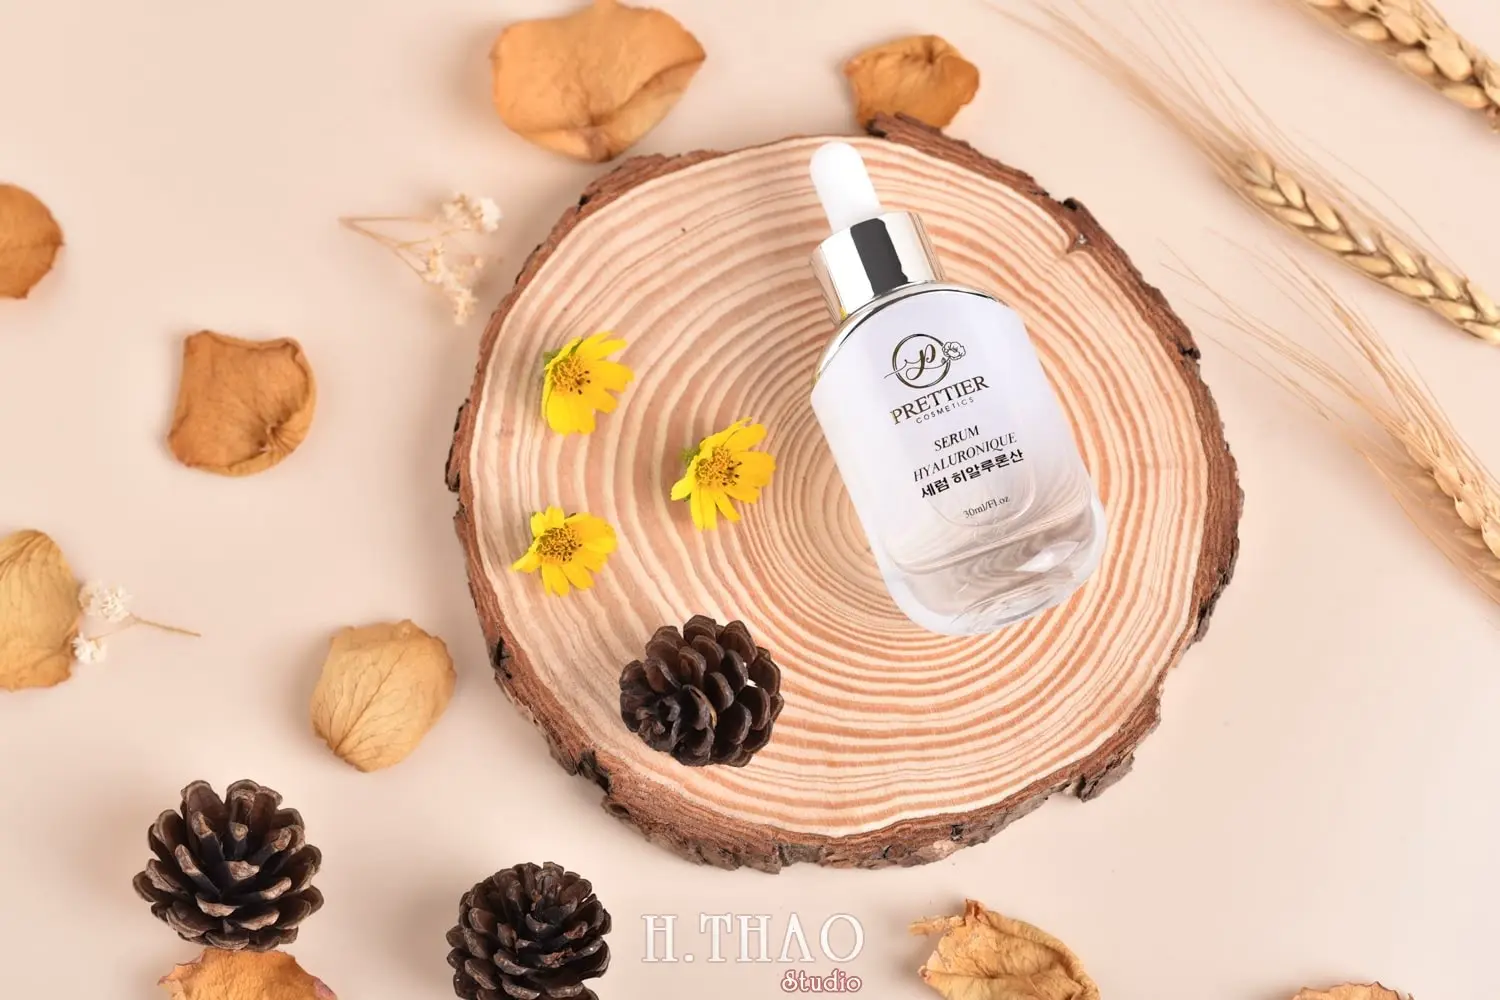 p
PRETTIER
COSMETICS
SERUM
HYALURONIQUE
세럼 히알루론산
30ml/Fl.oz
H.THAO
Studio